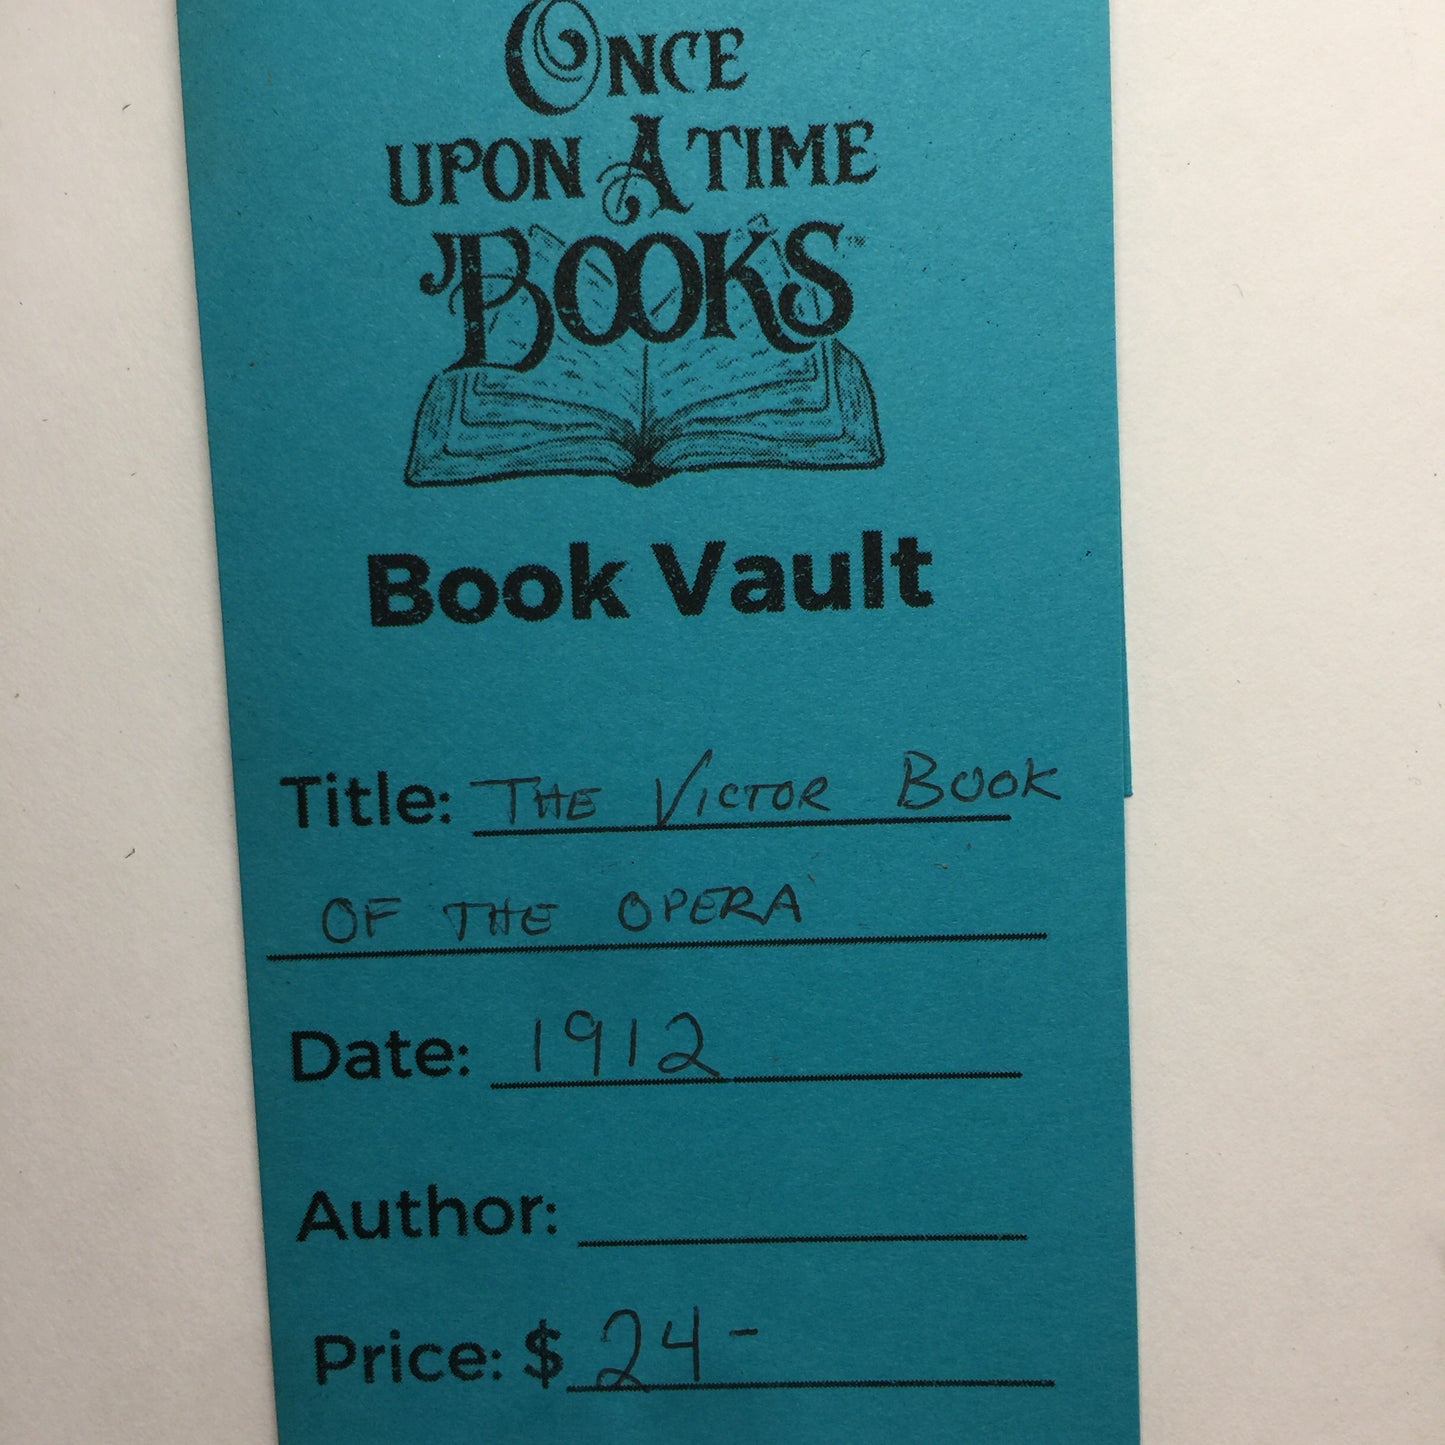 ONCE
UPON A TIME
BOOKS
Book Vault
Title: THE VICTOR BOOK
OF THE OPERA
Date: 1912
Author:
Price: $ 24-